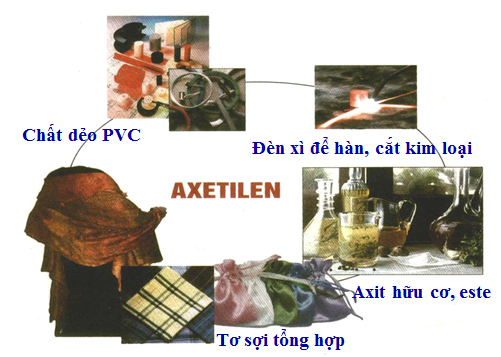 Chất dẻo PVC
Đèn xì để hàn, cắt kim loại
AXETILEN
Axit hữu cơ, este
Tơ sợi tổng hợp